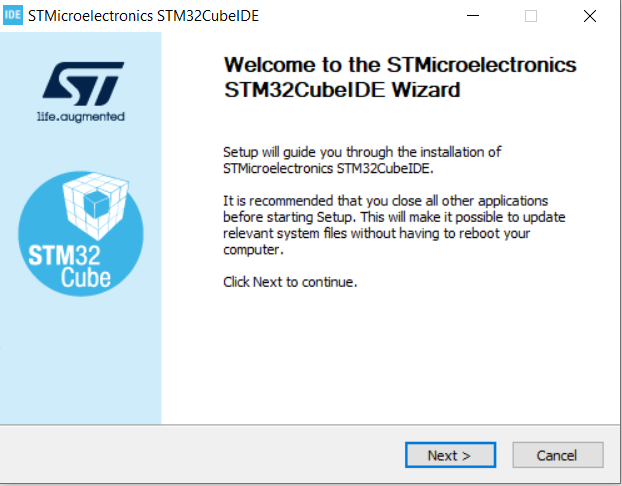 IDE STMicroelectronics STM32CubeIDE
life.augmented
STM32
Cube
Welcome to the STMicroelectronics
STM32CubeIDE Wizard
Setup will guide you through the installation of
STMicroelectronics STM32CubeIDE.
It is recommended that you close all other applications
before starting Setup. This will make it possible to update
relevant system files without having to reboot your
computer.
Click Next to continue.
Next > Cancel